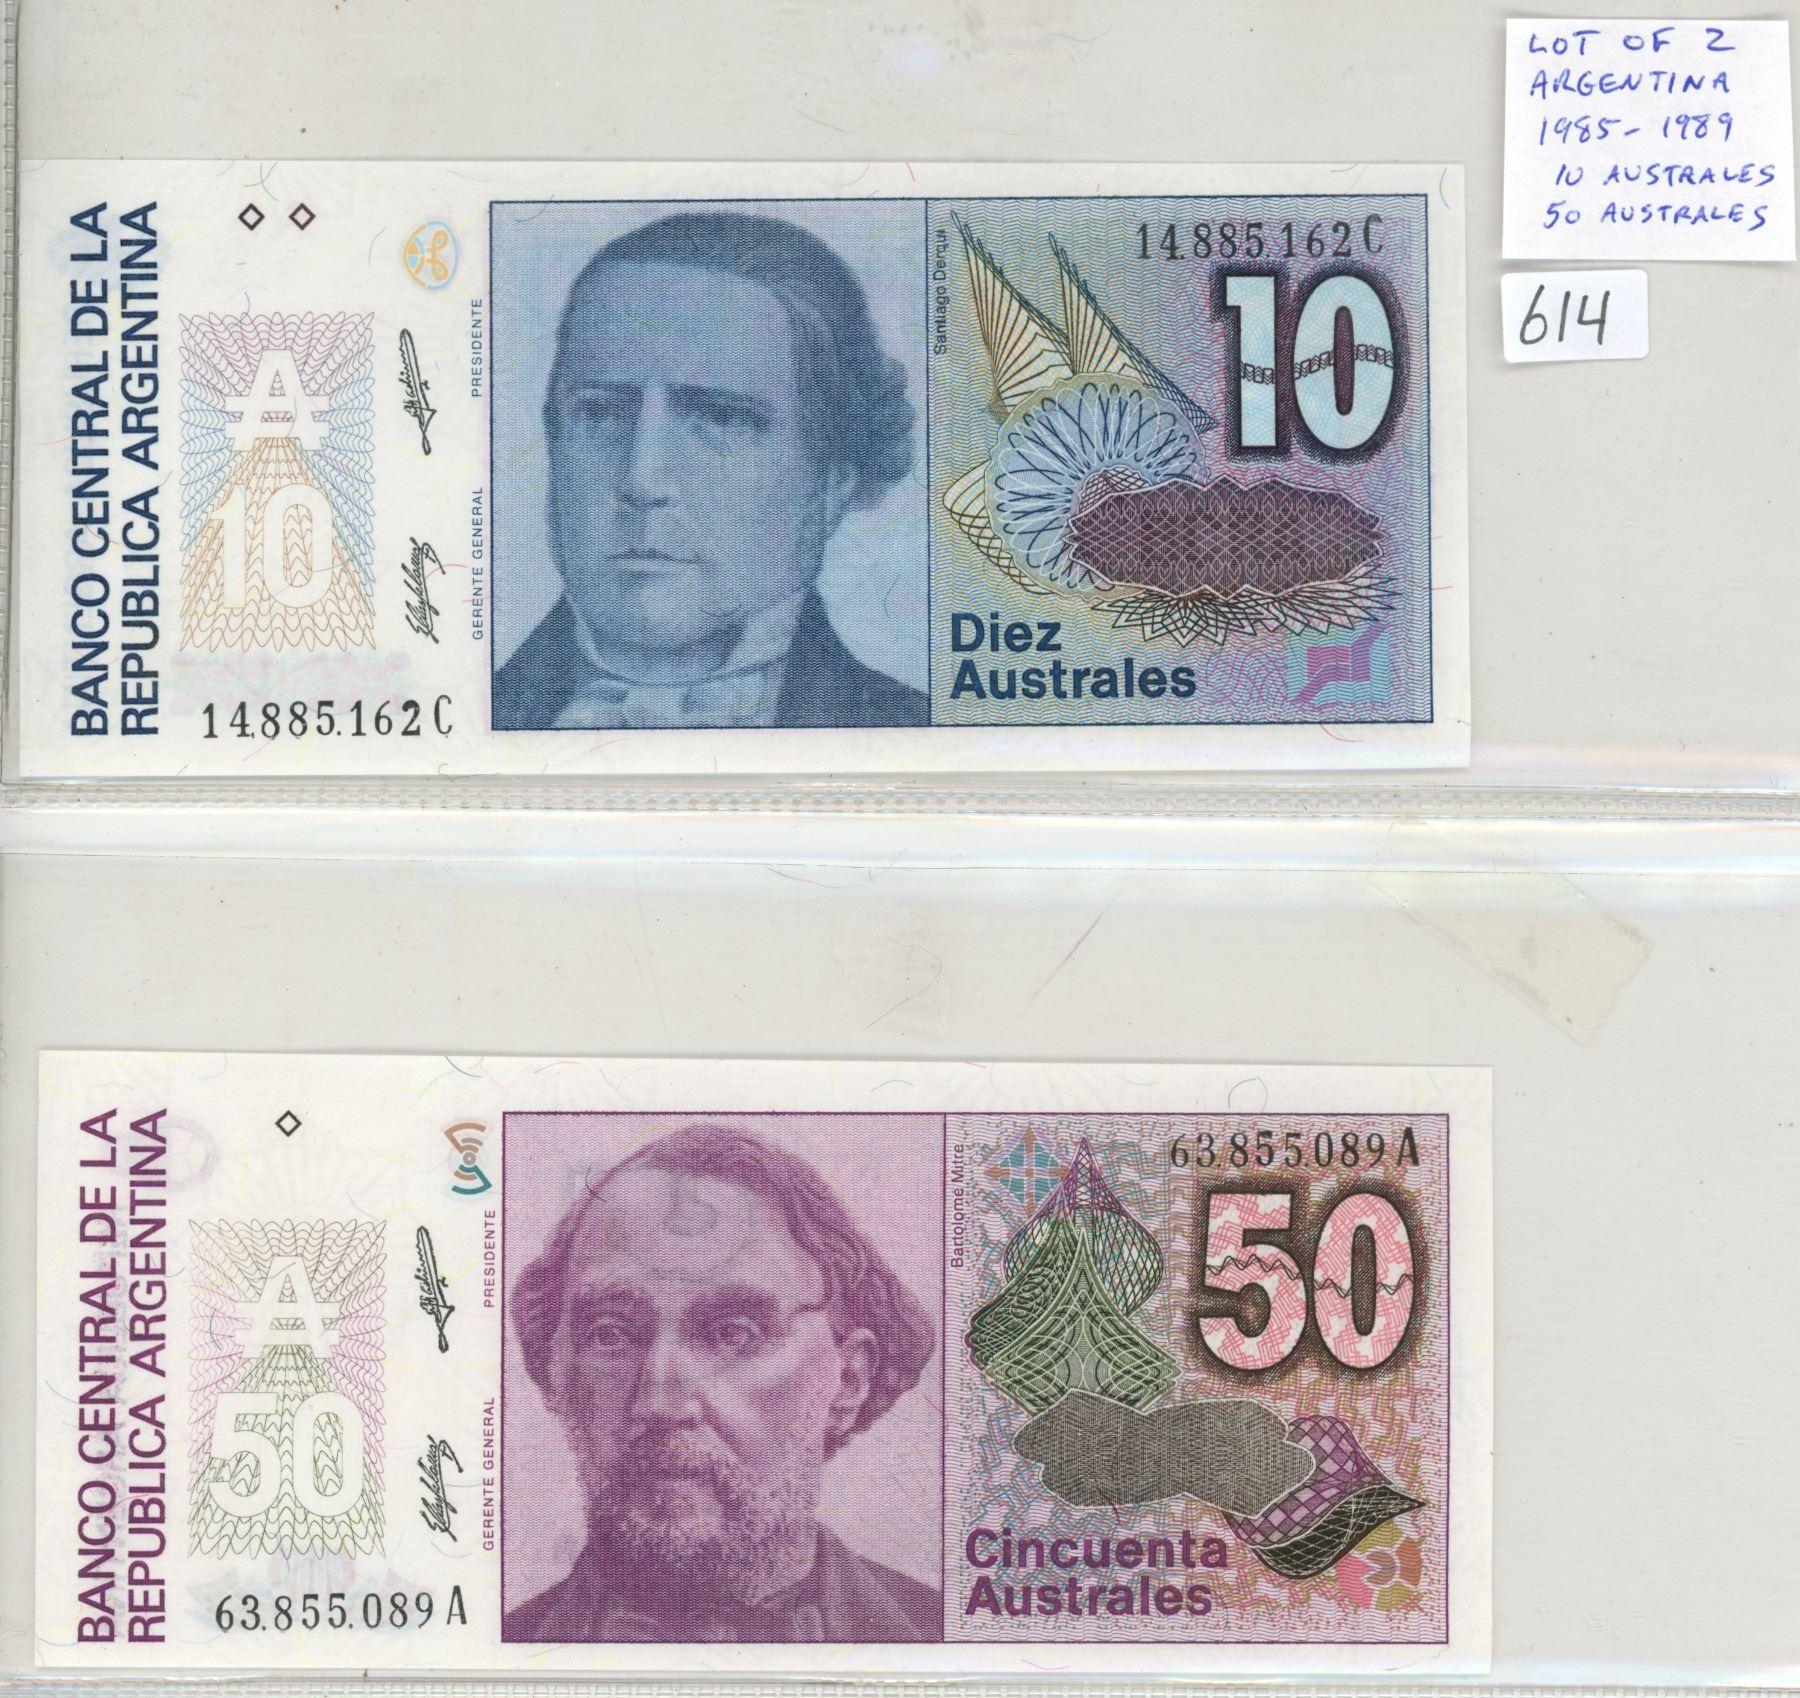 LOT OF 2
ARGENTINA
1985-1989
10 AUSTRALES
50 AUSTRALES
614
BANCO CENTRAL DE LA
REPUBLICA ARGENTINA
A
10
PRESIDENTE
GERENTE GENERAL
14.885.162 C
Santiago Derqui
14.885.162 C
10
Diez
Australes
BANCO CENTRAL DE LA
REPUBLICA ARGENTINA
A
50
PRESIDENTE
GERENTE GENERAL
63.855.089 A
Bartolomé Mitre
63.855.089 A
50
Cincuenta
Australes